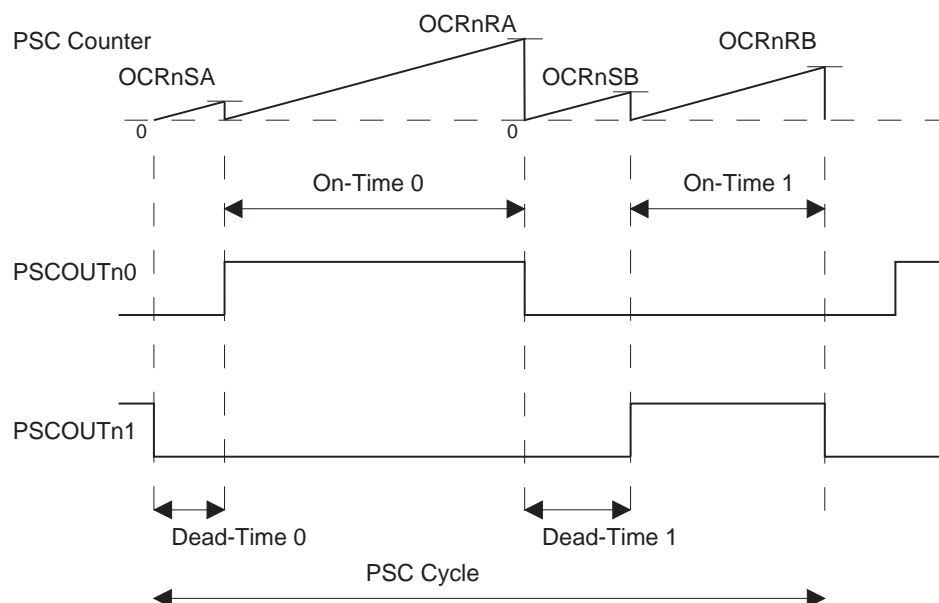 OCRnRA
PSC Counter
OCRnRB
OCRnSA
OCRnSB
0
0
On-Time 0
On-Time 1
PSCOUTn0
PSCOUTn1
Dead-Time 0
Dead-Time 1
PSC Cycle